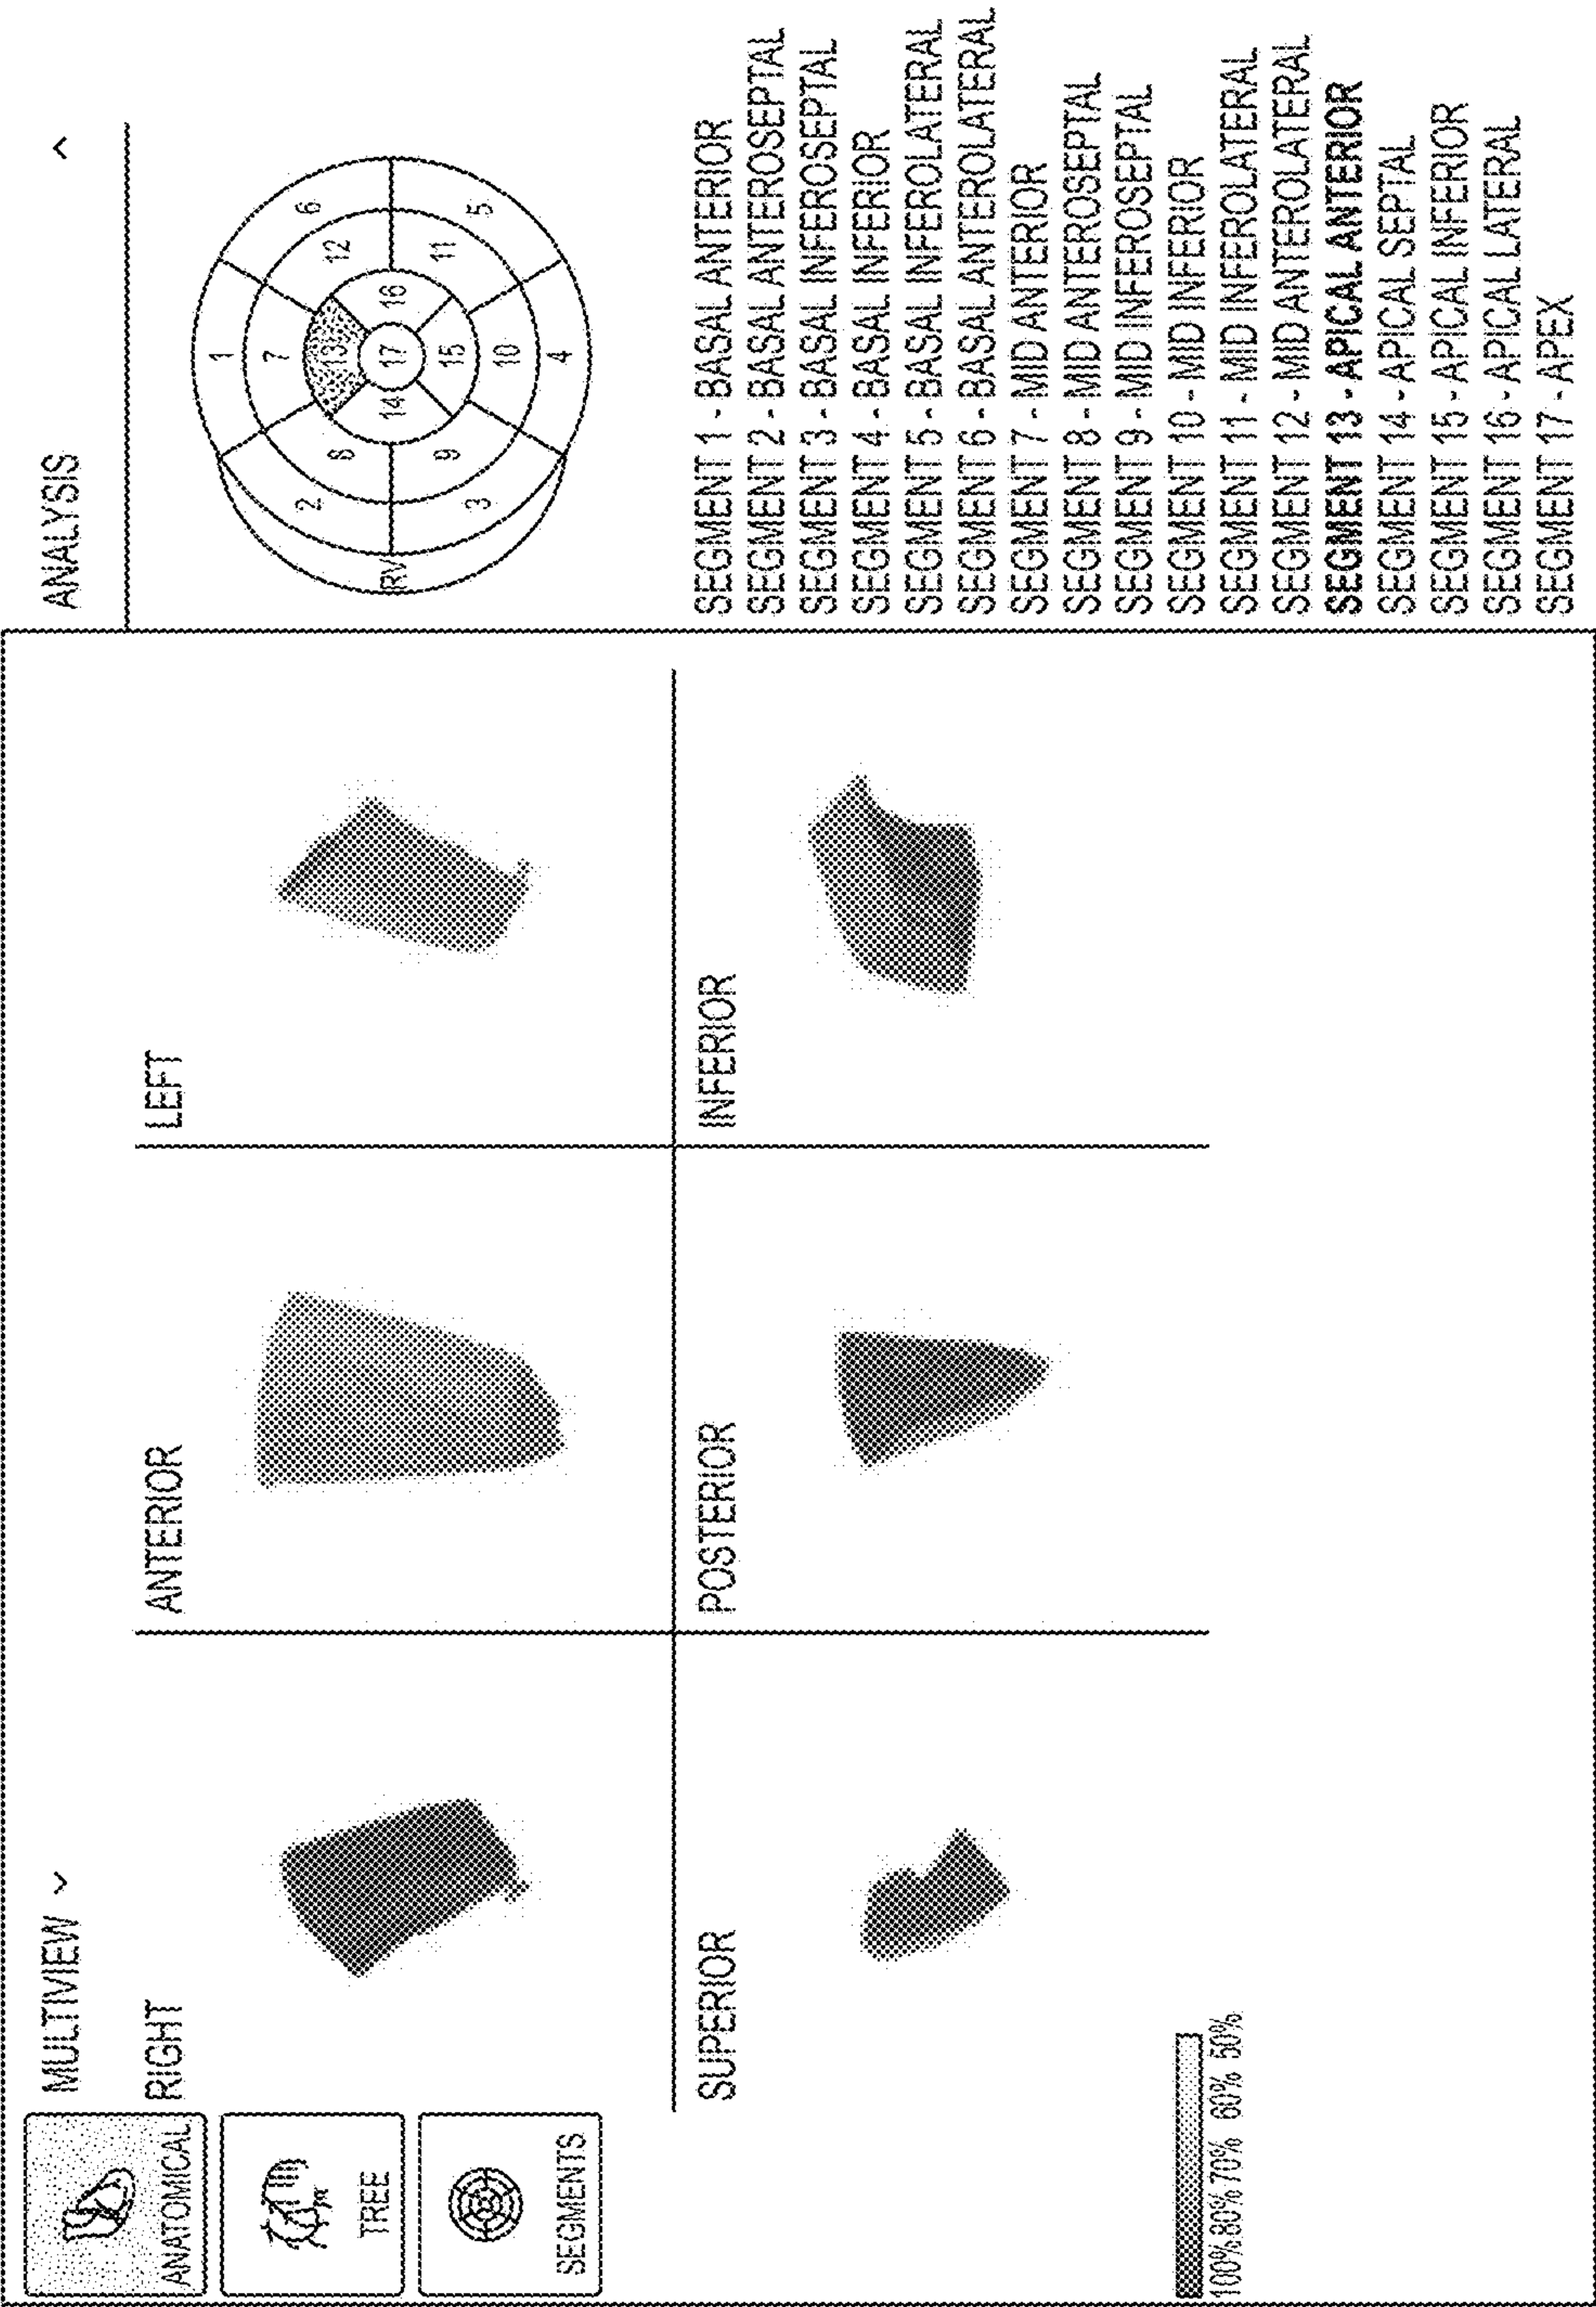 ANATOMICAL
TREE
SEGMENTS
MULTIVIEW
RIGHT
ANTERIOR
LEFT
SUPERIOR
POSTERIOR
INFERIOR
100% 80% 70% 60% 50%
ANALYSIS
1
2
6
7
8
12
13
RV
14
17
16
9
15
11
3
10
5
4
SEGMENT 1 - BASAL ANTERIOR
SEGMENT 2 - BASAL ANTEROSEPTAL
SEGMENT 3 - BASAL INFEROSEPTAL
SEGMENT 4 - BASAL INFERIOR
SEGMENT 5 - BASAL INFEROLATERAL
SEGMENT 6 - BASAL ANTEROLATERAL
SEGMENT 7 - MID ANTERIOR
SEGMENT 8 - MID ANTEROSEPTAL
SEGMENT 9 - MID INFEROSEPTAL
SEGMENT 10 - MID INFERIOR
SEGMENT 11 - MID INFEROLATERAL
SEGMENT 12 - MID ANTEROLATERAL
SEGMENT 13 - APICAL ANTERIOR
SEGMENT 14 - APICAL SEPTAL
SEGMENT 15 - APICAL INFERIOR
SEGMENT 16 - APICAL LATERAL
SEGMENT 17 - APEX